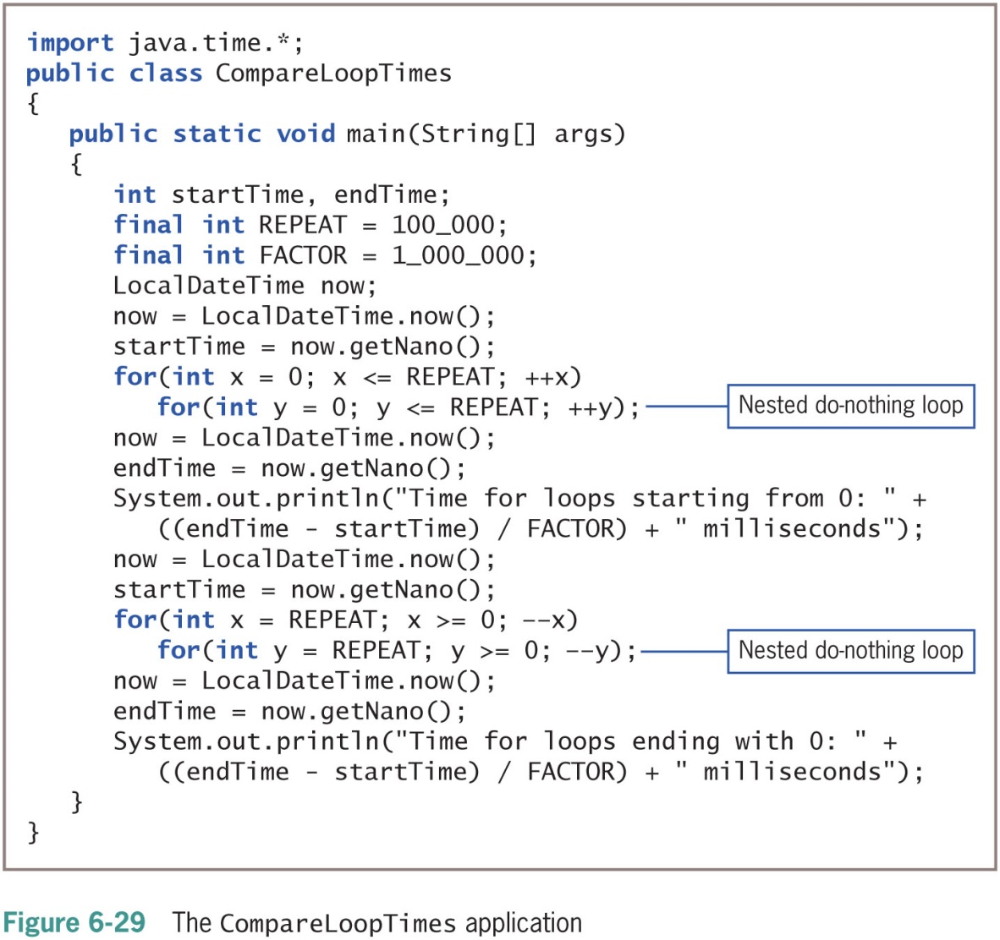 import java.time.*;
public class CompareLoopTimes
{
   public static void main(String[] args)
   {
      int startTime, endTime;
      final int REPEAT = 100_000;
      final int FACTOR = 1_000_000;
      LocalDateTime now;
      now = LocalDateTime.now();
      startTime = now.getNano();
      for(int x = 0; x <= REPEAT; ++x)
         for(int y = 0; y <= REPEAT; ++y);
Nested do-nothing loop
      now = LocalDateTime.now();
      endTime = now.getNano();
      System.out.println("Time for loops starting from 0: " +
         ((endTime - startTime) / FACTOR) + " milliseconds");
      now = LocalDateTime.now();
      startTime = now.getNano();
      for(int x = REPEAT; x >= 0; --x)
         for(int y = REPEAT; y >= 0; --y);
Nested do-nothing loop
      now = LocalDateTime.now();
      endTime = now.getNano();
      System.out.println("Time for loops ending with 0: " +
         ((endTime - startTime) / FACTOR) + " milliseconds");
   }
}
Figure 6-29 The CompareLoopTimes application